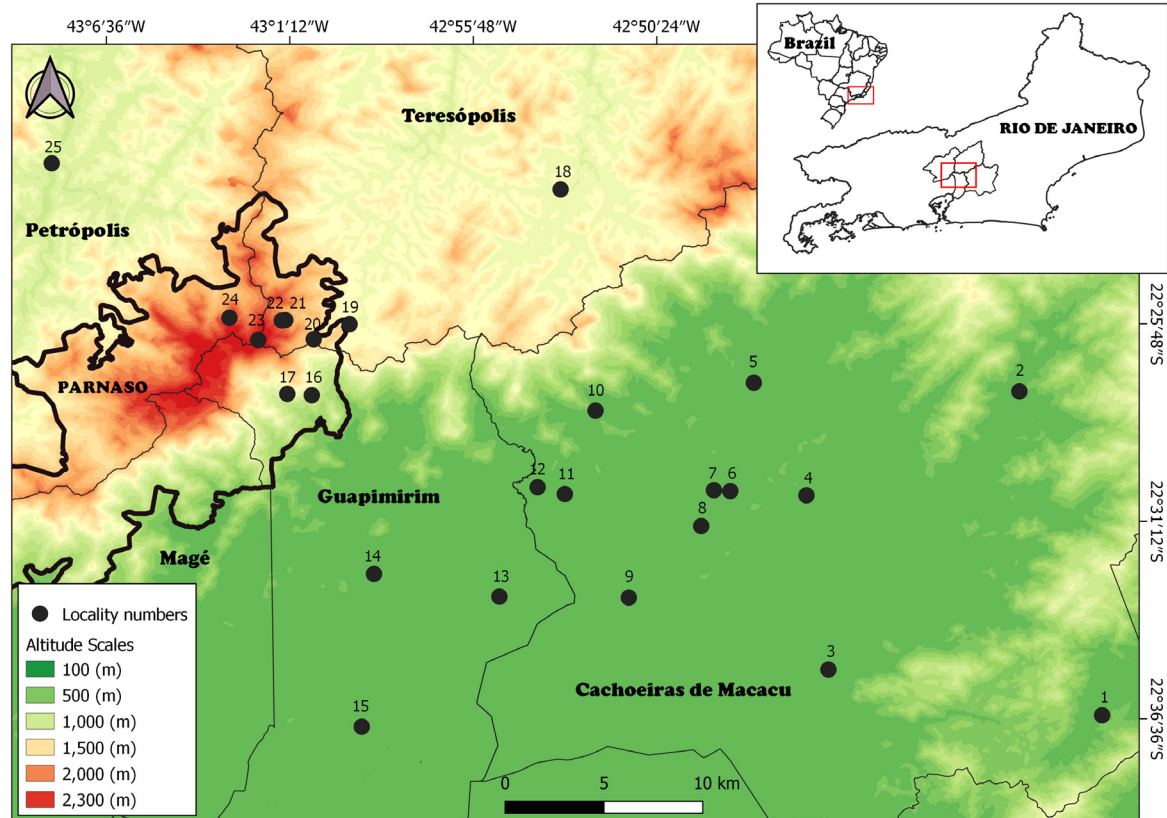 43°6'36"W 43°1'12"W 42°55'48"W 42°50'24"W
Brazil
RIO DE JANEIRO
Teresópolis
25
18
Petrópolis
24 22 21 19
23 20
22°25'48"S
PARNASO
17 16
5
2
10
12 11
7 6 4
Guapimirim
8
22°31'12"S
Magé
14
13
9
3
Cachoeiras de Macacu
15
1
22°36'36"S
Locality numbers
Altitude Scales
100 (m)
500 (m)
1,000 (m)
1,500 (m)
2,000 (m)
2,300 (m)
0 5 10 km